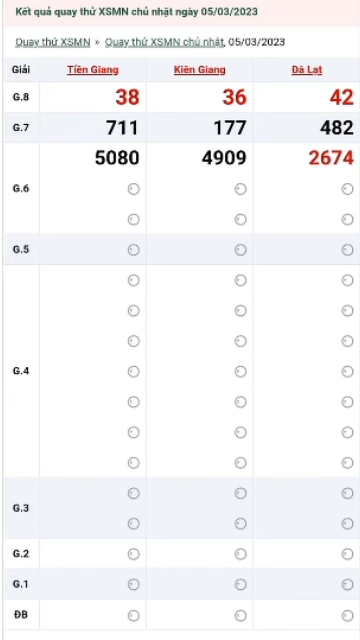 Kết quả quay thử XSMN chủ nhật ngày 05/03/2023
Quay thử XSMN » Quay thử XSMN chủ nhật, 05/03/2023
Giải Tiền Giang Kiên Giang Đà Lạt
G.8 38 36 42
G.7 711 177 482
5080 4909 2674
G.6
G.5
G.4
G.3
G.2
G.1
ĐB